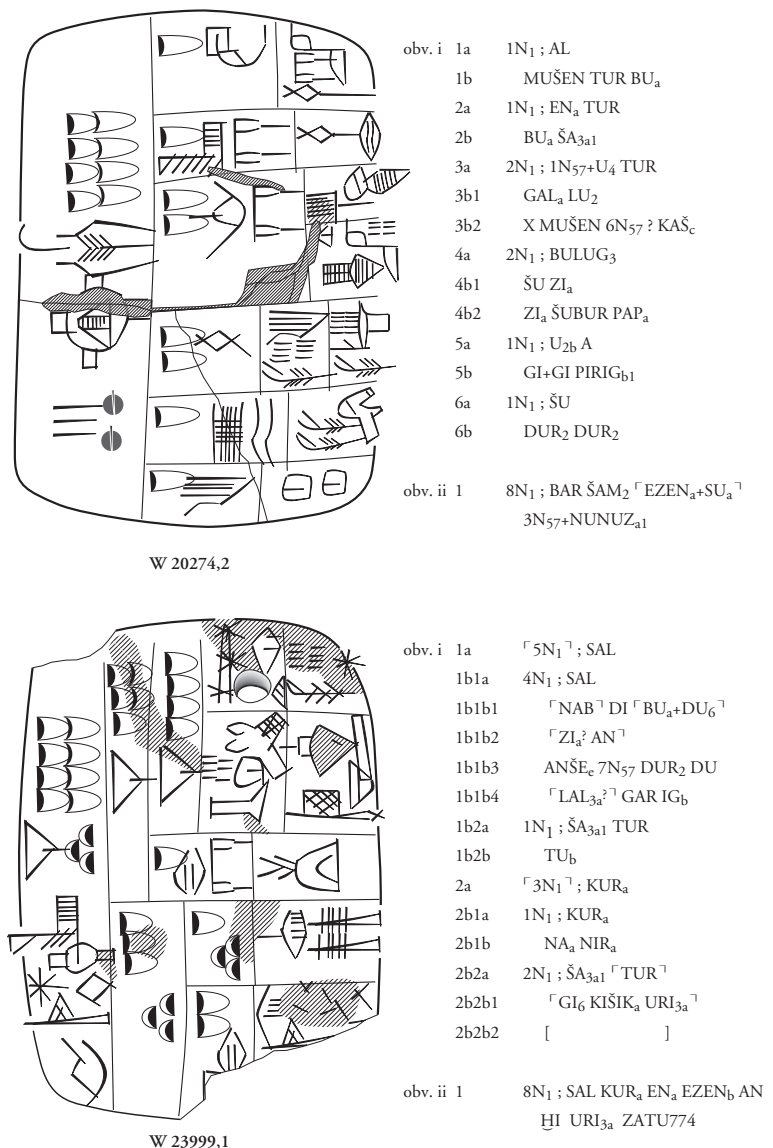 obv. i 1a 1N₁ ; AL
1b MUŠEN TUR BUₐ
2a 1N₁ ; ENₐ TUR
2b BUₐ ŠA₃ₐ₁
3a 2N₁ ; 1N₅₇+U₄ TUR
3b1 GALₐ LU₂
3b2 X MUŠEN 6N₅₇ ? KAŠc
4a 2N₁ ; BULUG₃
4b1 ŠU ZIₐ
4b2 ZIₐ ŠUBUR PAPₐ
5a 1N₁ ; U₂b A
5b GI+GI PIRIGb₁
6a 1N₁ ; ŠU
6b DUR₂ DUR₂
obv. ii 1 8N₁ ; BAR ŠAM₂ ⌜EZENₐ+SUₐ⌝
3N₅₇+NUNUZₐ₁
W 20274,2
obv. i 1a ⌜5N₁⌝ ; SAL
1b1a 4N₁ ; SAL
1b1b1 ⌜NAB⌝ DI ⌜BUₐ+DU₆⌝
1b1b2 ⌜ZIₐ? AN⌝
1b1b3 ANŠEₑ 7N₅₇ DUR₂ DU
1b1b4 ⌜LAL₃ₐ?⌝ GAR IGb
1b2a 1N₁ ; ŠA₃ₐ₁ TUR
1b2b TUb
2a ⌜3N₁⌝ ; KURₐ
2b1a 1N₁ ; KURₐ
2b1b NAₐ NIRₐ
2b2a 2N₁ ; ŠA₃ₐ₁ ⌜TUR⌝
2b2b1 ⌜GI₆ KIŠIKₐ URI₃ₐ⌝
2b2b2 [ ]
obv. ii 1 8N₁ ; SAL KURₐ ENₐ EZENb AN
ḪI URI₃ₐ ZATU774
W 23999,1